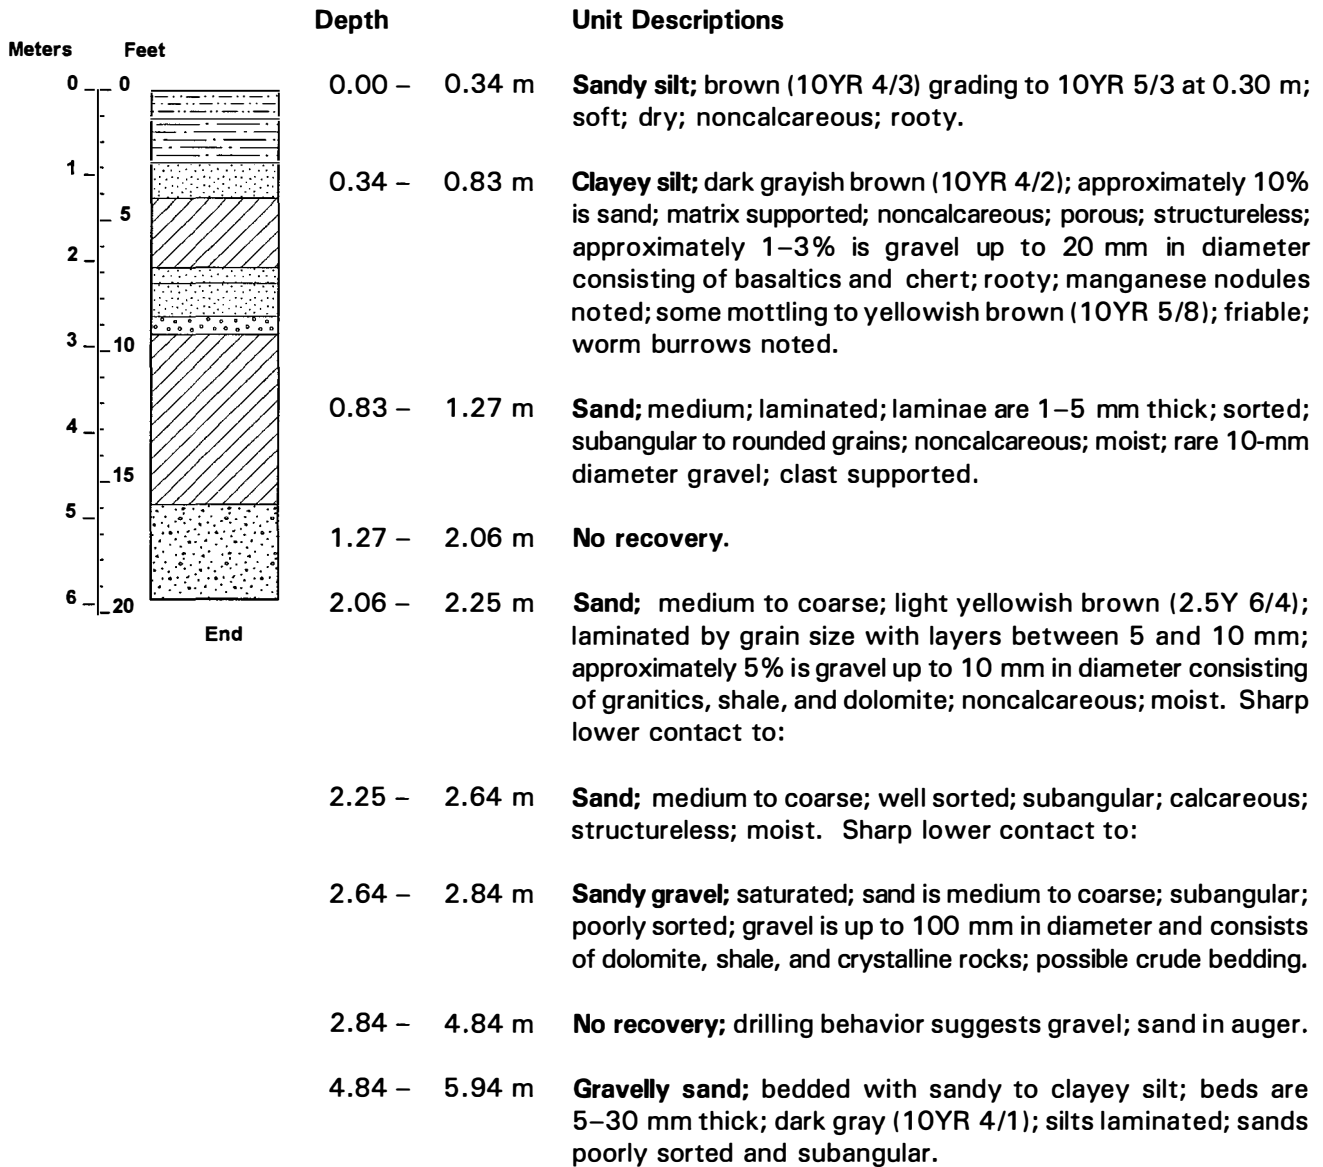 Depth Unit Descriptions
Meters Feet
0 0
1
5
2
3
10
4
15
5
6
20
End
0.00 – 0.34 m Sandy silt; brown (10YR 4/3) grading to 10YR 5/3 at 0.30 m;
soft; dry; noncalcareous; rooty.
0.34 – 0.83 m Clayey silt; dark grayish brown (10YR 4/2); approximately 10%
is sand; matrix supported; noncalcareous; porous; structureless;
approximately 1–3% is gravel up to 20 mm in diameter
consisting of basaltics and chert; rooty; manganese nodules
noted; some mottling to yellowish brown (10YR 5/8); friable;
worm burrows noted.
0.83 – 1.27 m Sand; medium; laminated; laminae are 1–5 mm thick; sorted;
subangular to rounded grains; noncalcareous; moist; rare 10-mm
diameter gravel; clast supported.
1.27 – 2.06 m No recovery.
2.06 – 2.25 m Sand; medium to coarse; light yellowish brown (2.5Y 6/4);
laminated by grain size with layers between 5 and 10 mm;
approximately 5% is gravel up to 10 mm in diameter consisting
of granitics, shale, and dolomite; noncalcareous; moist. Sharp
lower contact to:
2.25 – 2.64 m Sand; medium to coarse; well sorted; subangular; calcareous;
structureless; moist. Sharp lower contact to:
2.64 – 2.84 m Sandy gravel; saturated; sand is medium to coarse; subangular;
poorly sorted; gravel is up to 100 mm in diameter and consists
of dolomite, shale, and crystalline rocks; possible crude bedding.
2.84 – 4.84 m No recovery; drilling behavior suggests gravel; sand in auger.
4.84 – 5.94 m Gravelly sand; bedded with sandy to clayey silt; beds are
5–30 mm thick; dark gray (10YR 4/1); silts laminated; sands
poorly sorted and subangular.